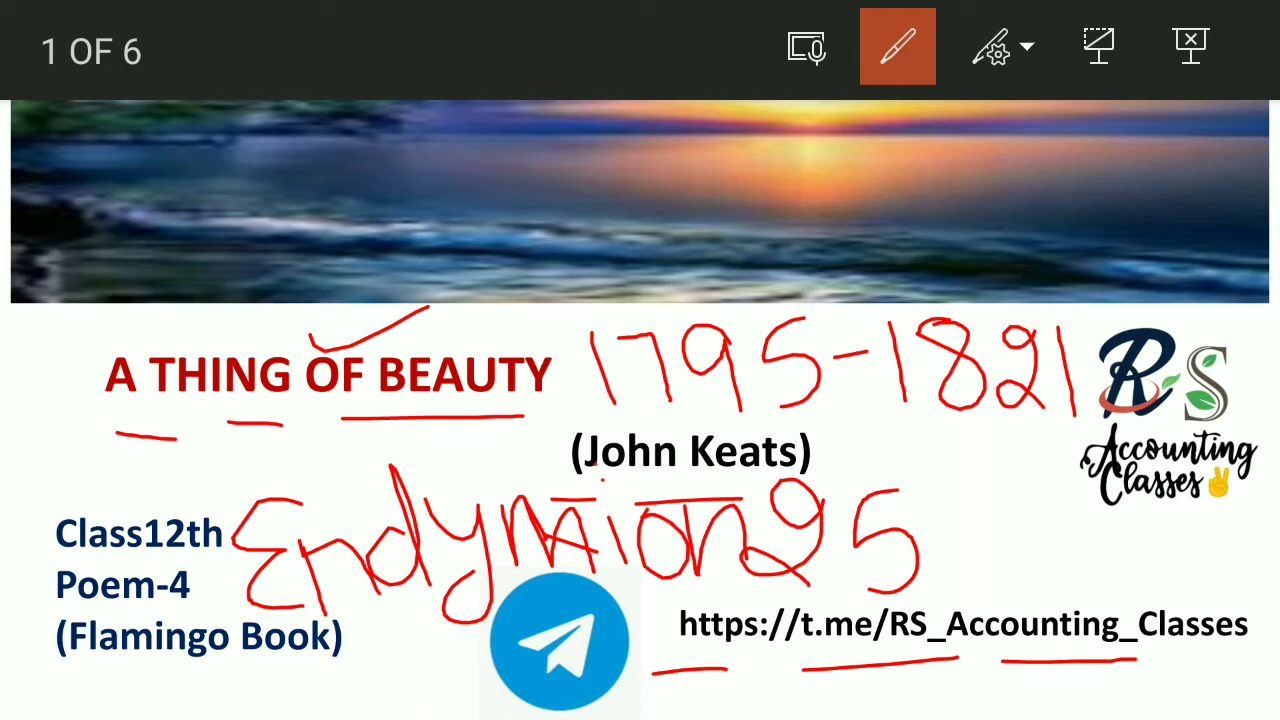 1 OF 6
A THING OF BEAUTY 1795-1821
RS
Accounting
Classes
(John Keats)
Endymion 25
Class12th
Poem-4
(Flamingo Book)
https://t.me/RS_Accounting_Classes